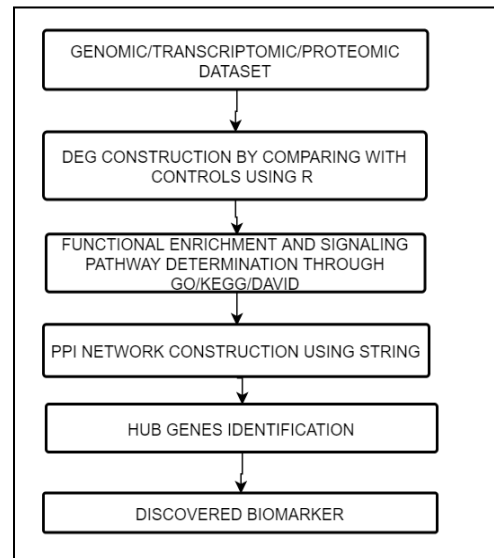 GENOMIC/TRANSCRIPTOMIC/PROTEOMIC
DATASET
DEG CONSTRUCTION BY COMPARING WITH
CONTROLS USING R
FUNCTIONAL ENRICHMENT AND SIGNALING
PATHWAY DETERMINATION THROUGH
GO/KEGG/DAVID
PPI NETWORK CONSTRUCTION USING STRING
HUB GENES IDENTIFICATION
DISCOVERED BIOMARKER